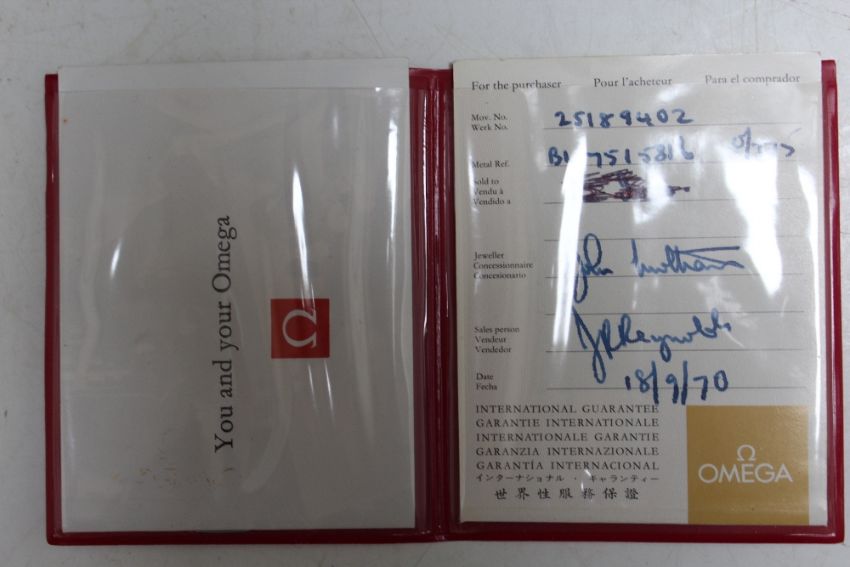 You and your Omega
Ω
For the purchaser Pour l'acheteur Para el comprador
Mov. No. 25189402
Werk No.
Metal Ref.
Sold to
Vendu à
Vendido a
Jeweller
Concessionnaire John
Concesionario
Sales person
Vendeur J R Reynolds
Vendedor
Date 18/9/70
Fecha
INTERNATIONAL GUARANTEE
GARANTIE INTERNATIONALE
INTERNATIONALE GARANTIE
GARANZIA INTERNAZIONALE
GARANTÍA INTERNACIONAL
インターナショナル・ギャランティー
世界性服務保證
Ω
OMEGA